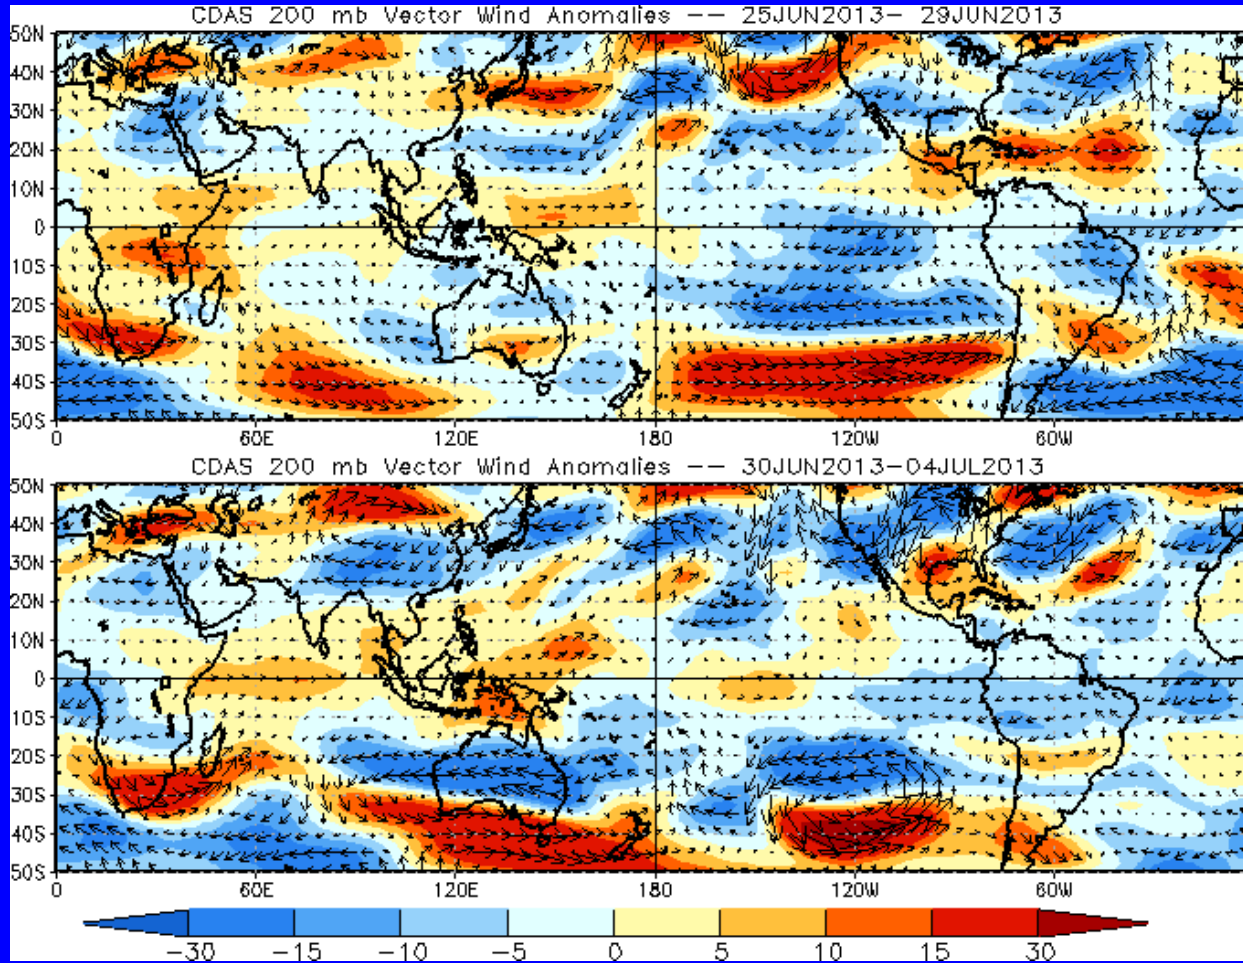 CDAS 200 mb Vector Wind Anomalies -- 25JUN2013- 29JUN2013
50N
40N
30N
20N
10N
0
10S
20S
30S
40S
50S
0 60E 120E 180 120W 60W
CDAS 200 mb Vector Wind Anomalies -- 30JUN2013-04JUL2013
50N
40N
30N
20N
10N
0
10S
20S
30S
40S
50S
0 60E 120E 180 120W 60W
-30 -15 -10 -5 0 5 10 15 30